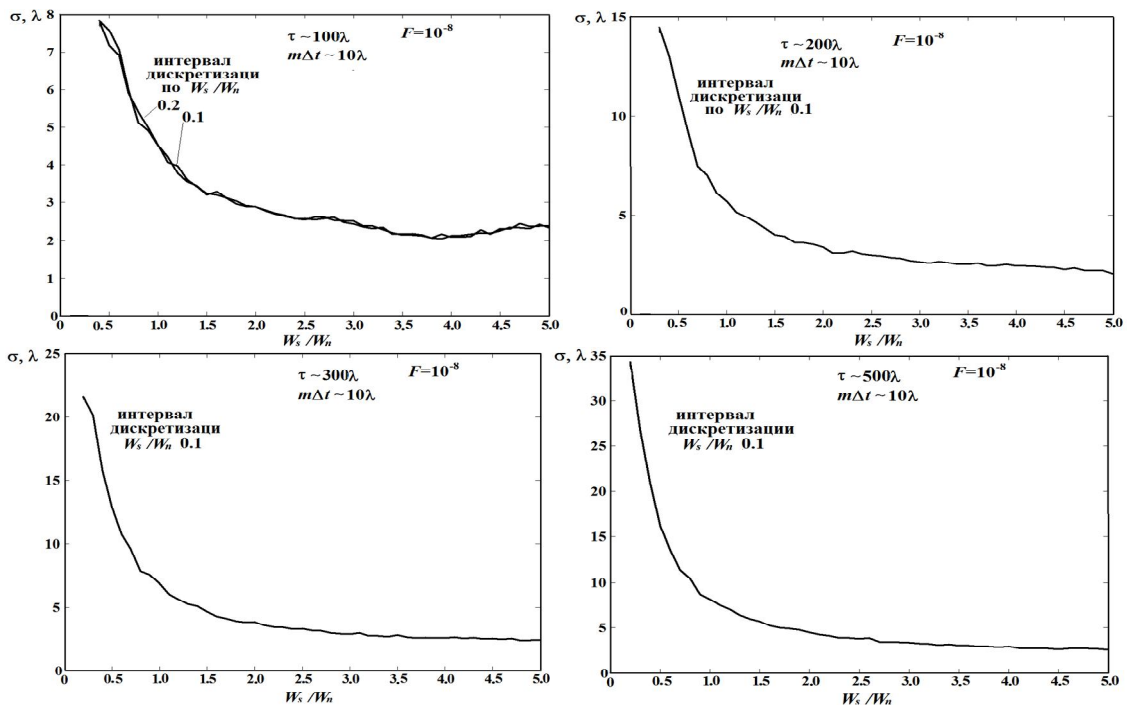 σ, λ
8
7
6
5
4
3
2
1
0
τ ~100λ F=10⁻⁸
mΔt ~ 10λ
интервал
дискретизаци
по Wₛ /Wₙ
0.2
0.1
0 0.5 1.0 1.5 2.0 2.5 3.0 3.5 4.0 4.5 5.0
Wₛ /Wₙ
σ, λ
15
10
5
0
τ ~200λ F=10⁻⁸
mΔt ~ 10λ
интервал
дискретизаци
по Wₛ /Wₙ 0.1
0 0.5 1.0 1.5 2.0 2.5 3.0 3.5 4.0 4.5 5.0
Wₛ /Wₙ
σ, λ
25
20
15
10
5
0
τ ~300λ F=10⁻⁸
mΔt ~ 10λ
интервал
дискретизаци
Wₛ /Wₙ 0.1
0 0.5 1.0 1.5 2.0 2.5 3.0 3.5 4.0 4.5 5.0
Wₛ /Wₙ
σ, λ
35
30
25
20
15
10
5
0
τ ~500λ F=10⁻⁸
mΔt ~ 10λ
интервал
дискретизации
Wₛ /Wₙ 0.1
0 0.5 1.0 1.5 2.0 2.5 3.0 3.5 4.0 4.5 5.0
Wₛ /Wₙ